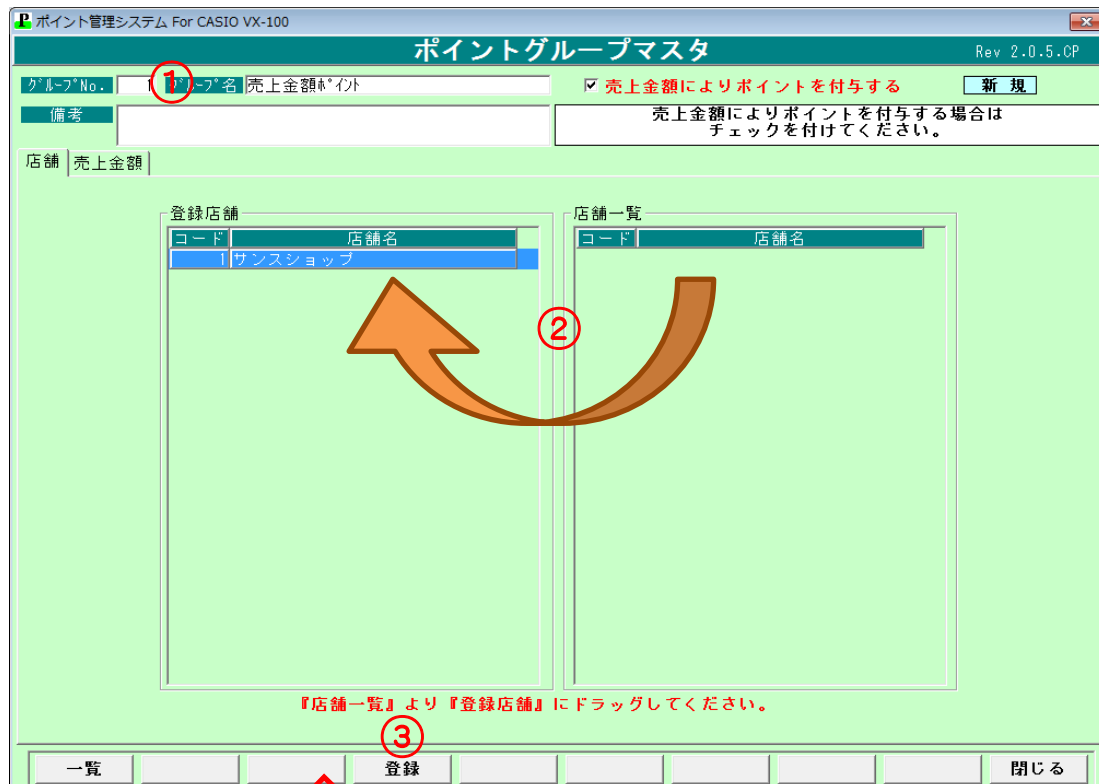 ポイント管理システム For CASIO VX-100
ポイントグループマスタ Rev 2.0.5.CP
ｸﾞﾙｰﾌﾟNo. 1 ① ｸﾞﾙｰﾌﾟ名 売上金額ﾎﾟｲﾝﾄ 売上金額によりポイントを付与する 新 規
備考
売上金額によりポイントを付与する場合は
チェックを付けてください。
店舗 売上金額
登録店舗 店舗一覧
コード 店舗名 コード 店舗名
1 サンスショップ
②
『店舗一覧』より『登録店舗』にドラッグしてください。
③
一覧 登録 閉じる